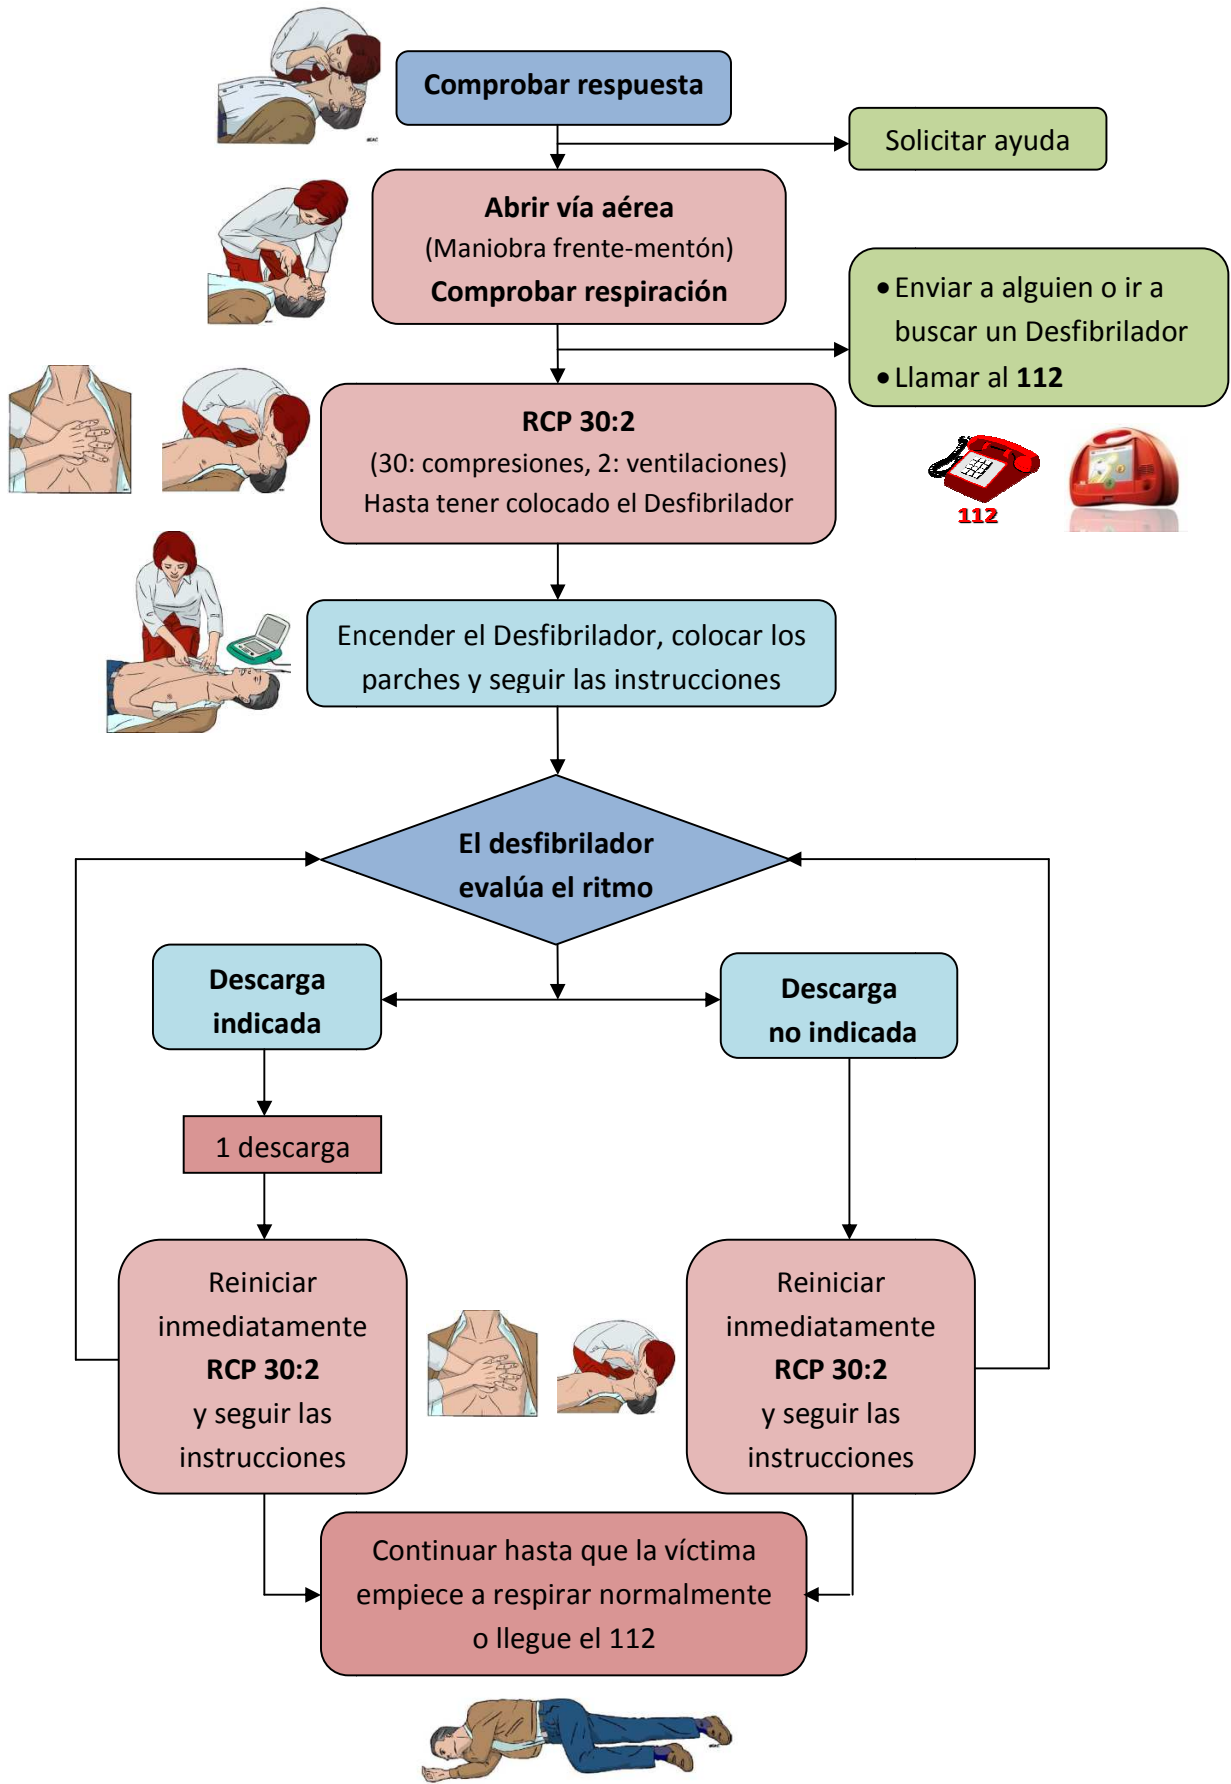 Comprobar respuesta
Solicitar ayuda
Abrir vía aérea
(Maniobra frente-mentón)
Comprobar respiración
• Enviar a alguien o ir a
buscar un Desfibrilador
• Llamar al 112
RCP 30:2
(30: compresiones, 2: ventilaciones)
Hasta tener colocado el Desfibrilador
112
Encender el Desfibrilador, colocar los
parches y seguir las instrucciones
El desfibrilador
evalúa el ritmo
Descarga
indicada
Descarga
no indicada
1 descarga
Reiniciar
inmediatamente
RCP 30:2
y seguir las
instrucciones
Reiniciar
inmediatamente
RCP 30:2
y seguir las
instrucciones
Continuar hasta que la víctima
empiece a respirar normalmente
o llegue el 112